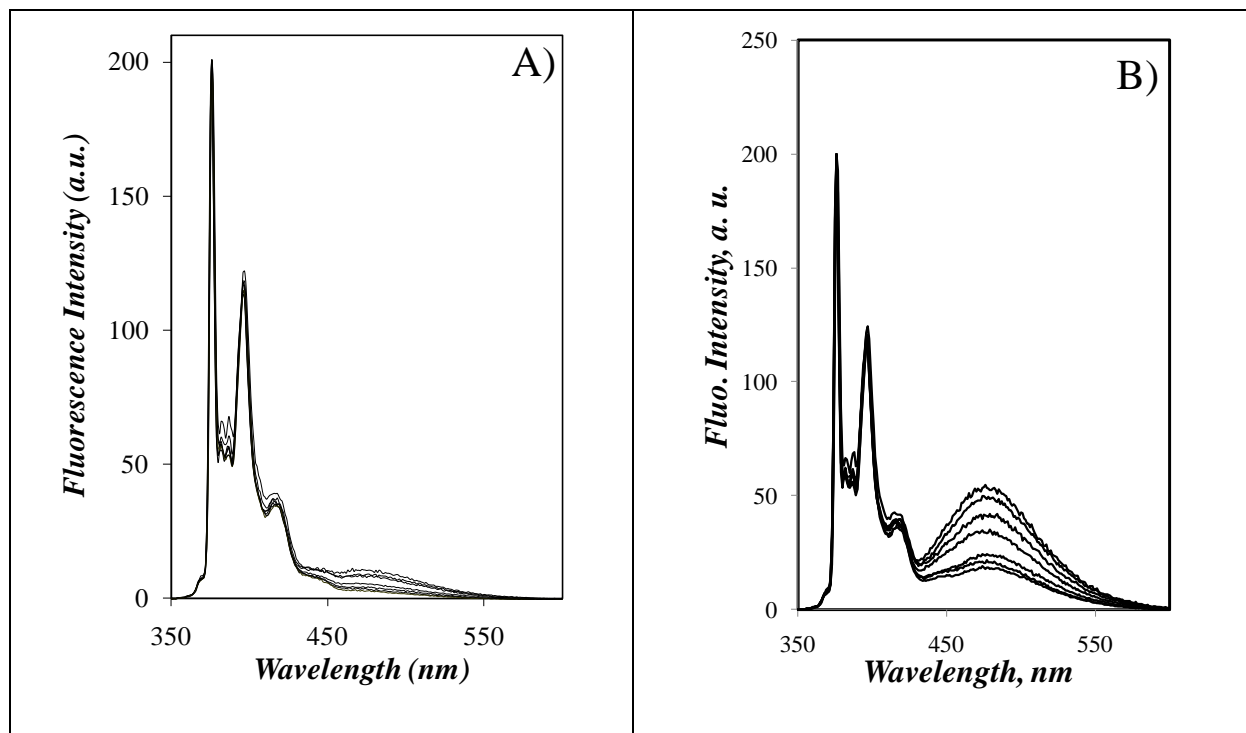 A)
200
150
100
50
0
350
450
550
Fluorescence Intensity (a.u.)
Wavelength (nm)
B)
250
200
150
100
50
0
350
450
550
Fluo. Intensity, a. u.
Wavelength, nm